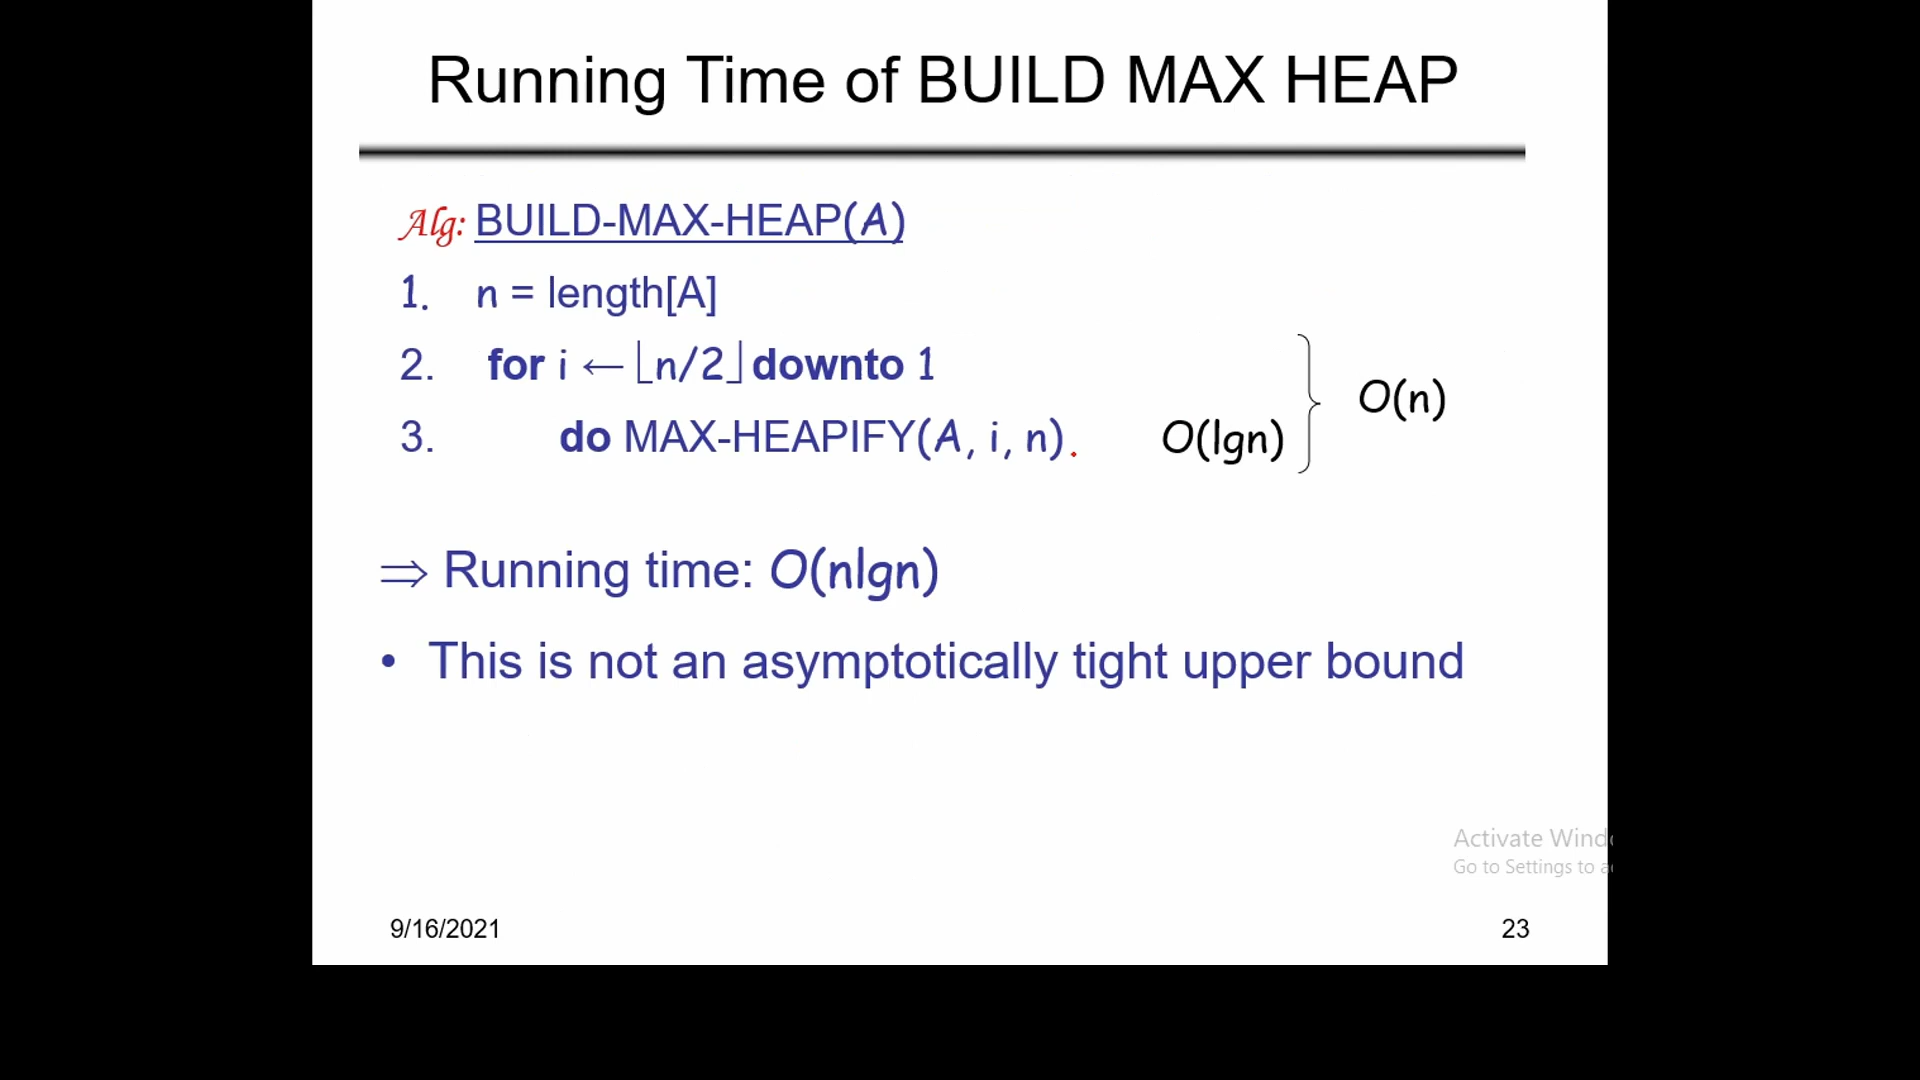 Running Time of BUILD MAX HEAP
Alg: BUILD-MAX-HEAP(A)
1. n = length[A]
2. for i ← ⌊n/2⌋ downto 1
3. do MAX-HEAPIFY(A, i, n). O(lgn)
O(n)
⇒ Running time: O(nlgn)
• This is not an asymptotically tight upper bound
Activate
Go to Settings to
9/16/2021 23